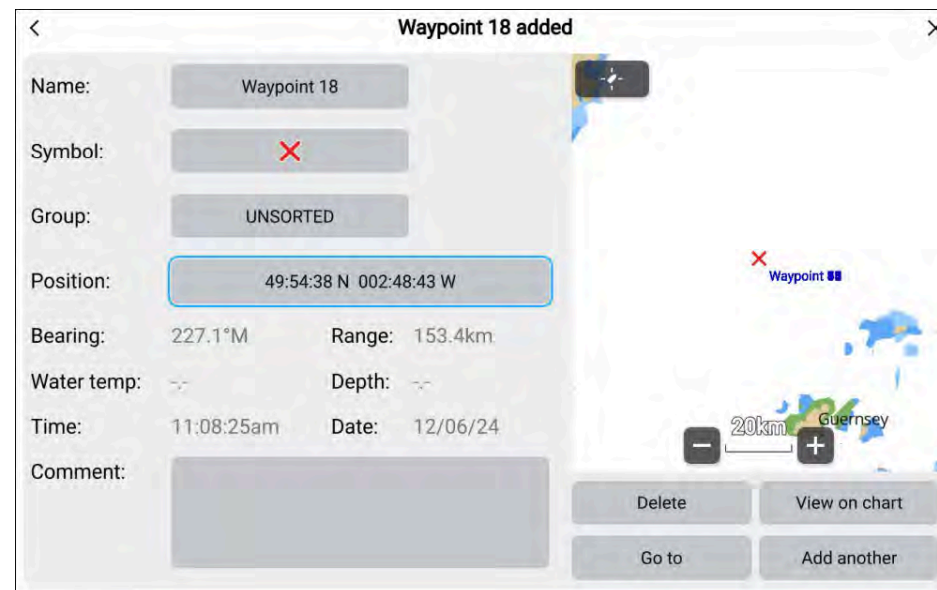 Waypoint 18 added
Name: Waypoint 18
Symbol:
Group: UNSORTED
Position: 49:54:38 N 002:48:43 W
Bearing: 227.1°M Range: 153.4km
Water temp: -.- Depth: -.-
Time: 11:08:25am Date: 12/06/24
Comment:
Waypoint
Guernsey
20km
Delete View on chart
Go to Add another